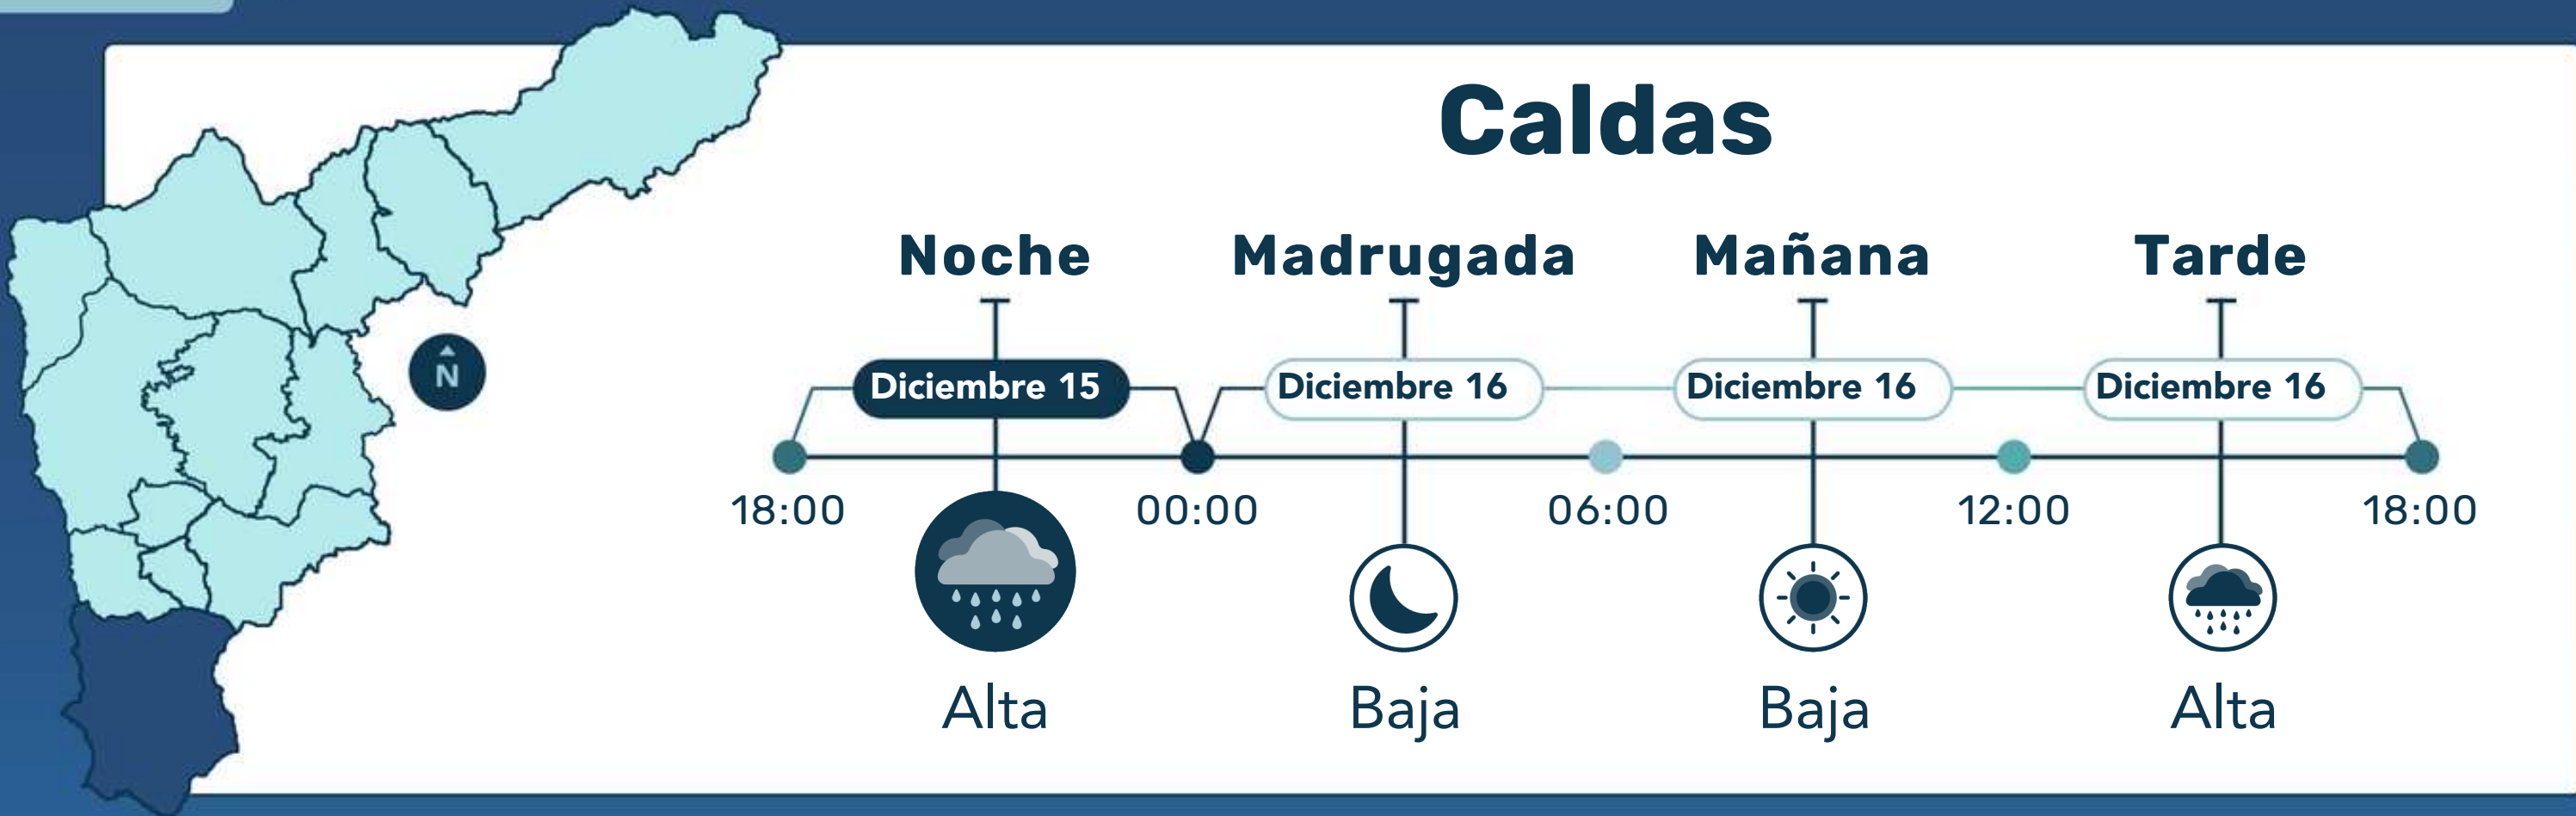 Caldas
Noche Madrugada Mañana Tarde
Diciembre 15 Diciembre 16 Diciembre 16 Diciembre 16
N
18:00 00:00 06:00 12:00 18:00
Alta Baja Baja Alta